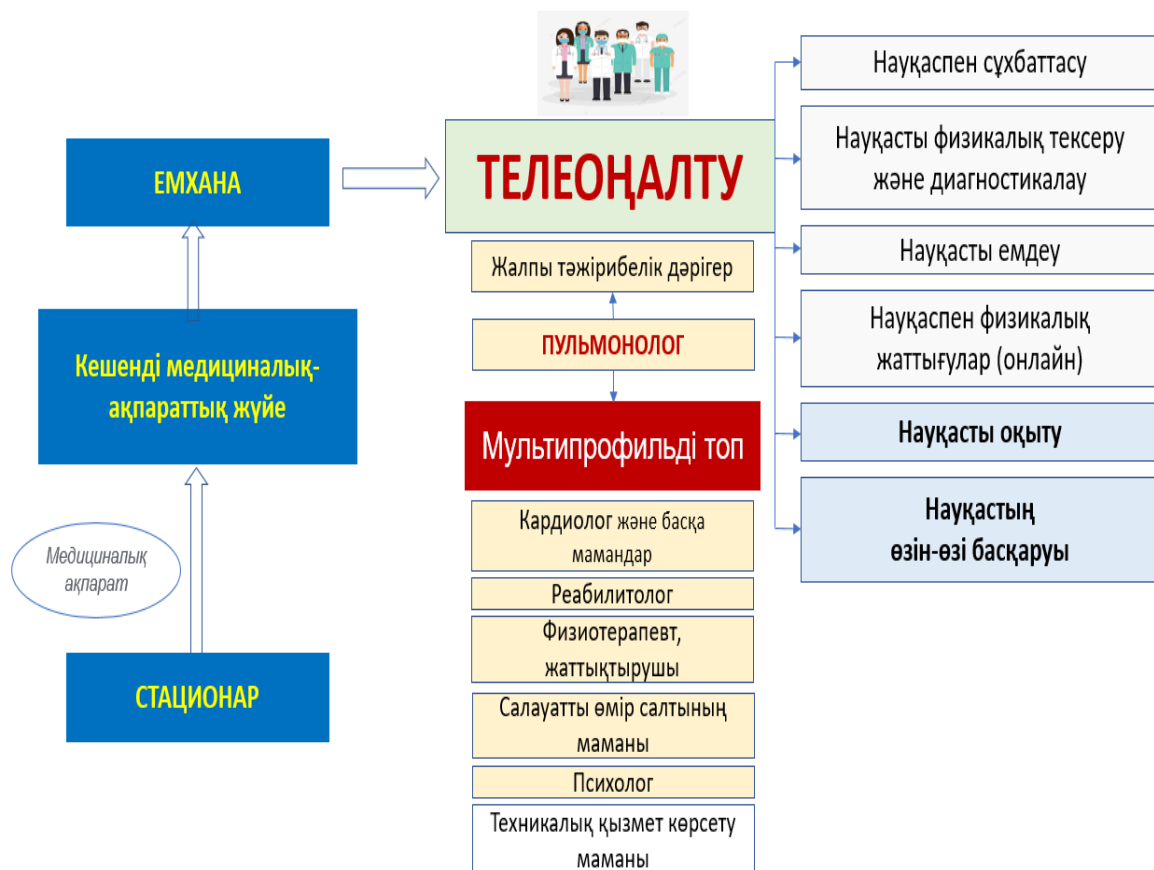 ЕМХАНА
Кешенді медициналық-
ақпараттық жүйе
Медициналық
ақпарат
СТАЦИОНАР
ТЕЛЕОҢАЛТУ
Жалпы тәжірибелік дәрігер
ПУЛЬМОНОЛОГ
Мультипрофильді топ
Кардиолог және басқа
мамандар
Реабилитолог
Физиотерапевт,
жаттықтырушы
Салауатты өмір салтының
маманы
Психолог
Техникалық қызмет көрсету
маманы
Науқаспен сұхбаттасу
Науқасты физикалық тексеру
және диагностикалау
Науқасты емдеу
Науқаспен физикалық
жаттығулар (онлайн)
Науқасты оқыту
Науқастың
өзін-өзі басқаруы